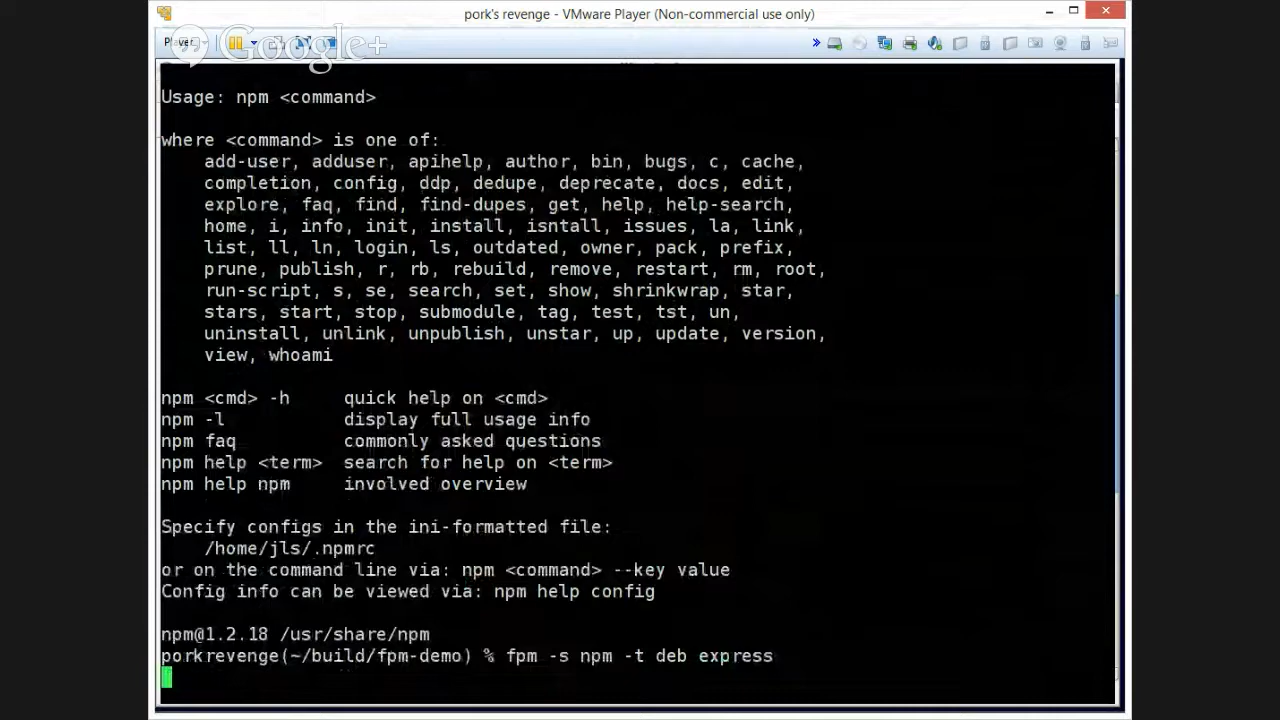 pork's revenge - VMware Player (Non-commercial use only)
Player
Google+
Usage: npm <command>
where <command> is one of:
add-user, adduser, apihelp, author, bin, bugs, c, cache,
completion, config, ddp, dedupe, deprecate, docs, edit,
explore, faq, find, find-dupes, get, help, help-search,
home, i, info, init, install, isntall, issues, la, link,
list, ll, ln, login, ls, outdated, owner, pack, prefix,
prune, publish, r, rb, rebuild, remove, restart, rm, root,
run-script, s, se, search, set, show, shrinkwrap, star,
stars, start, stop, submodule, tag, test, tst, un,
uninstall, unlink, unpublish, unstar, up, update, version,
view, whoami
npm <cmd> -h     quick help on <cmd>
npm -l           display full usage info
npm faq          commonly asked questions
npm help <term>  search for help on <term>
npm help npm     involved overview
Specify configs in the ini-formatted file:
/home/jls/.npmrc
or on the command line via: npm <command> --key value
Config info can be viewed via: npm help config
npm@1.2.18 /usr/share/npm
porkrevenge(~/build/fpm-demo) % fpm -s npm -t deb express